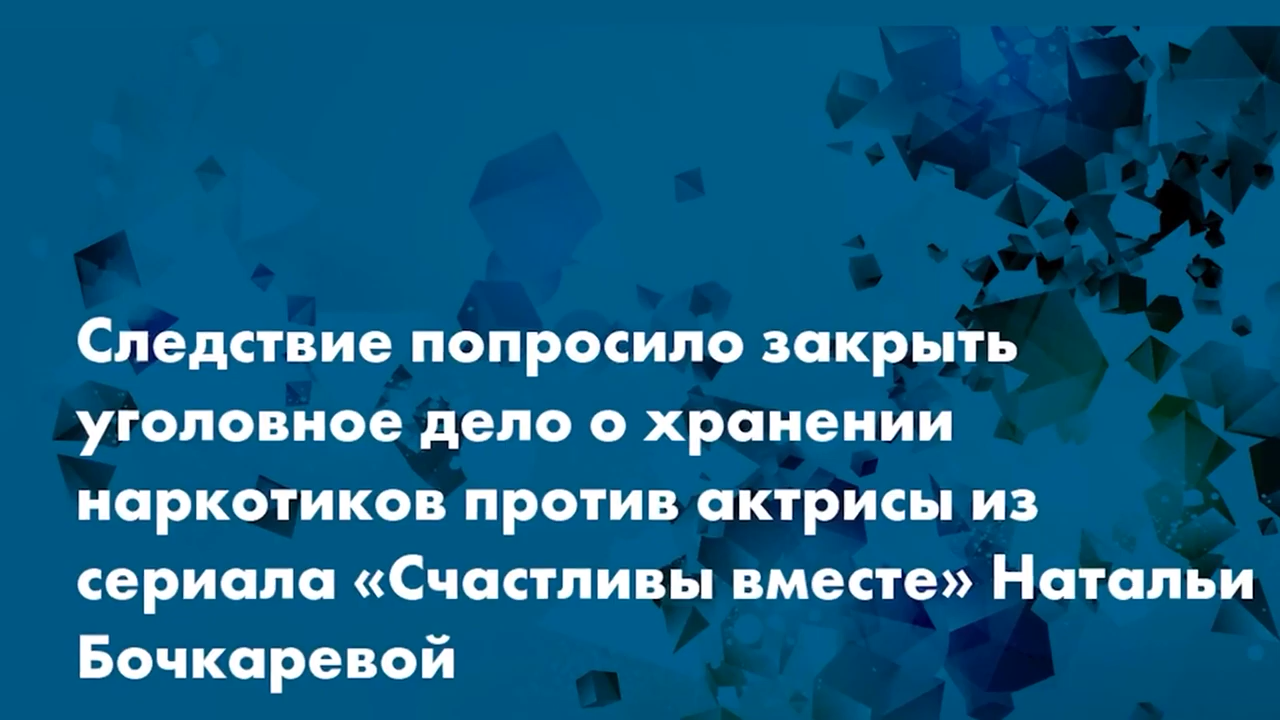 Следствие попросило закрыть
уголовное дело о хранении
наркотиков против актрисы из
сериала «Счастливы вместе» Натальи
Бочкаревой